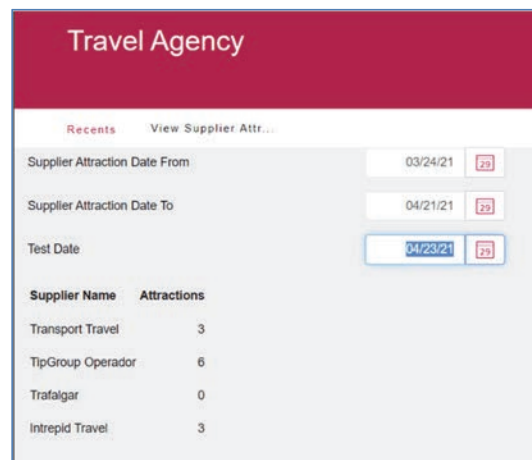 Travel Agency
Recents View Supplier Attr...
Supplier Attraction Date From 03/24/21 29
Supplier Attraction Date To 04/21/21 29
Test Date 04/23/21 29
Supplier Name Attractions
Transport Travel 3
TipGroup Operador 6
Trafalgar 0
Intrepid Travel 3